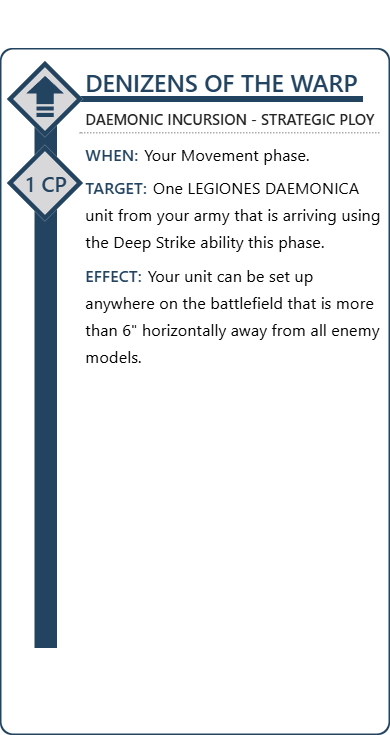 DENIZENS OF THE WARP
DAEMONIC INCURSION - STRATEGIC PLOY
1 CP
WHEN: Your Movement phase.
TARGET: One LEGIONES DAEMONICA
unit from your army that is arriving using
the Deep Strike ability this phase.
EFFECT: Your unit can be set up
anywhere on the battlefield that is more
than 6" horizontally away from all enemy
models.